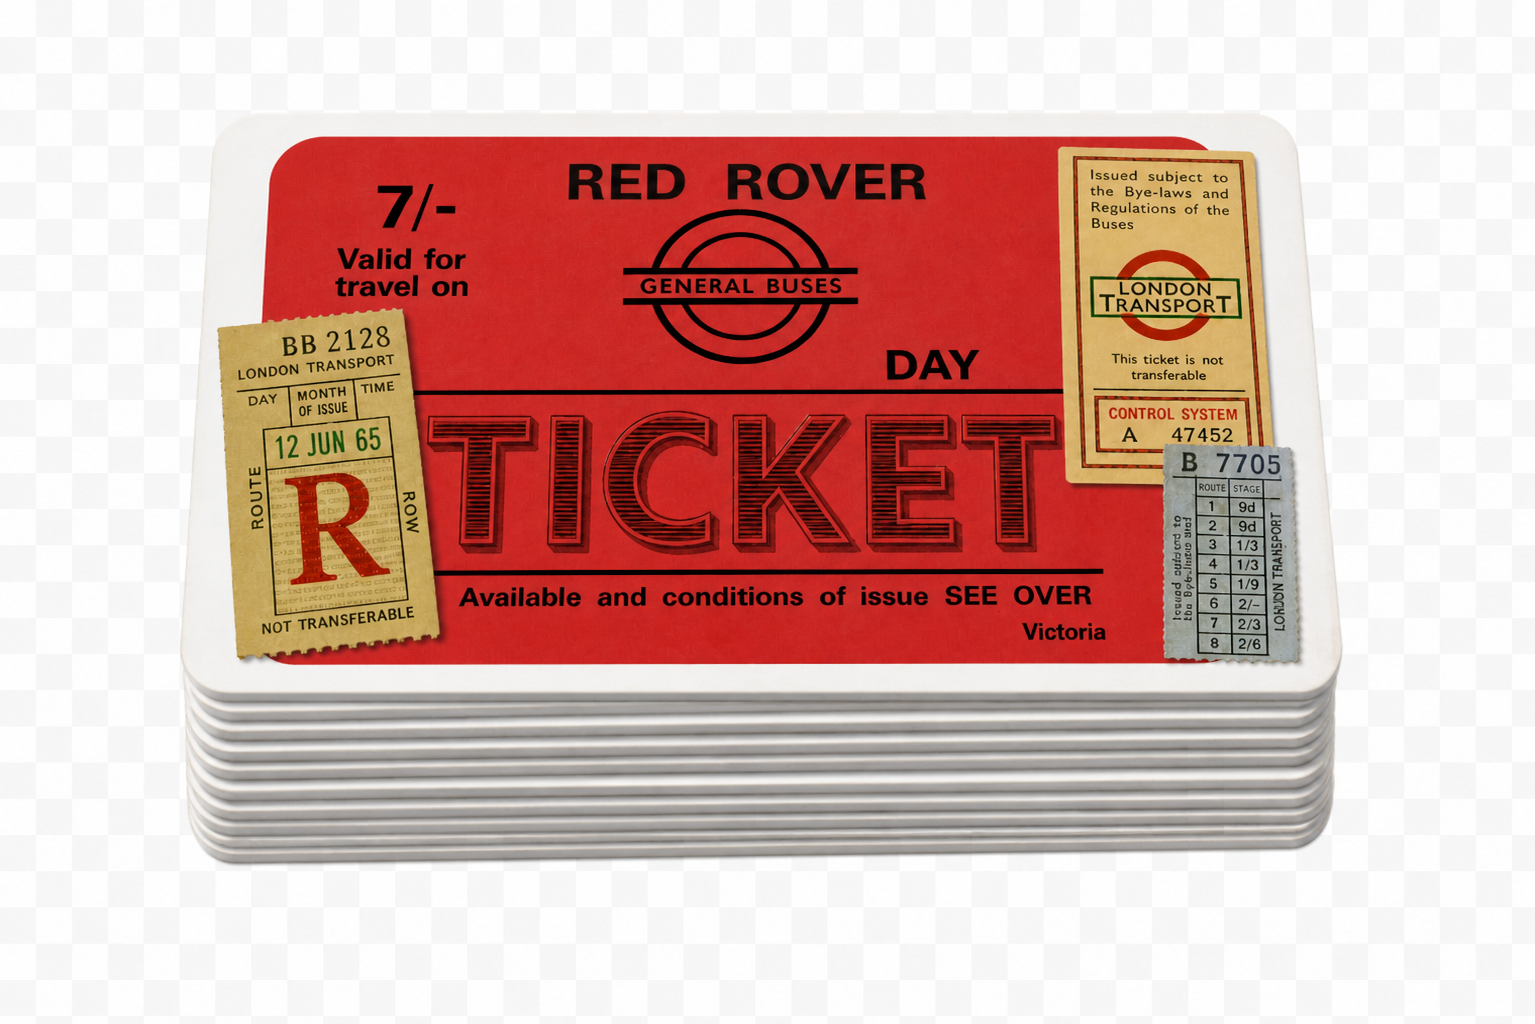 RED ROVER
7/-
Valid for
travel on
GENERAL BUSES
DAY
TICKET
Available and conditions of issue SEE OVER
Victoria
BB 2128
LONDON TRANSPORT
DAY
MONTH
OF ISSUE
TIME
12 JUN 65
ROUTE
R
ROW
NOT TRANSFERABLE
Issued subject to
the Bye-laws and
Regulations of the
Buses
LONDON
TRANSPORT
This ticket is not
transferable
CONTROL SYSTEM
A 47452
B 7705
ROUTE STAGE
1 9d
2 9d
3 1/3
4 1/3
5 1/9
6 2/-
7 2/3
8 2/6
LONDON TRANSPORT